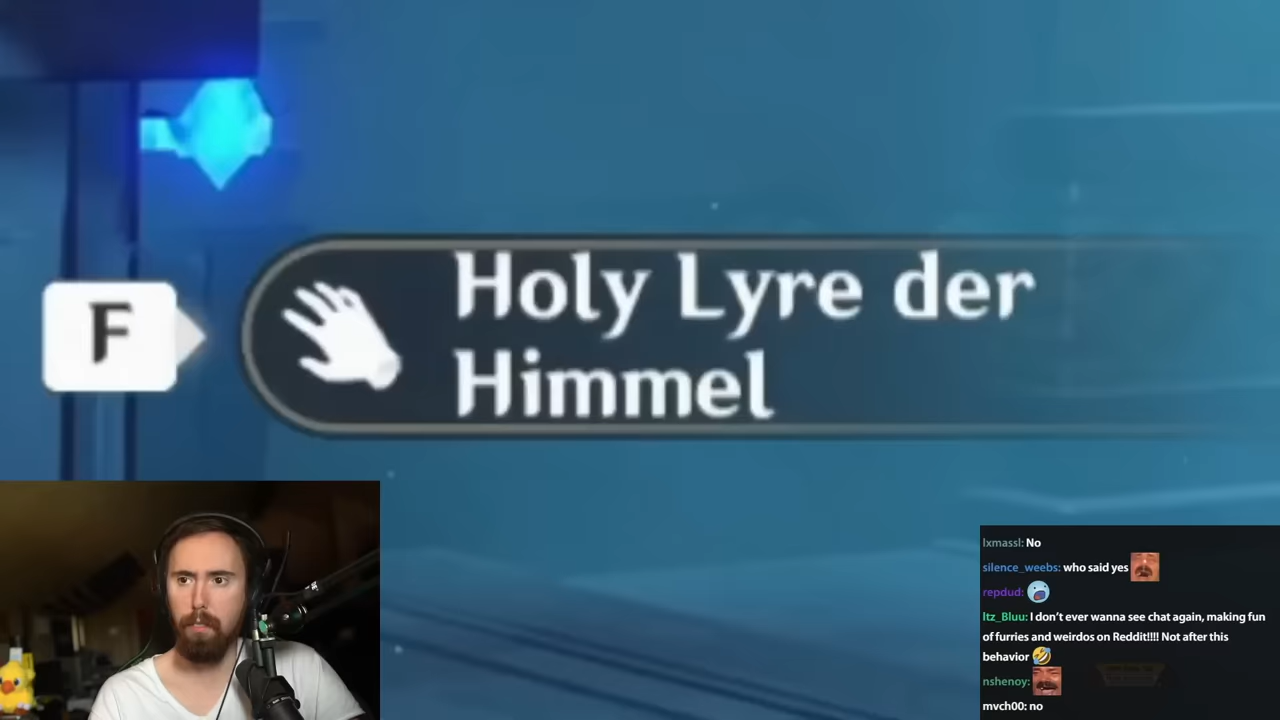 F
Holy Lyre der
Himmel
lxmassl: No
silence_weebs: who said yes
repdud:
ltz_Bluu: I don't ever wanna see chat again, making fun
of furries and weirdos on Reddit!!!! Not after this
behavior
nshenoy:
mvch00: no